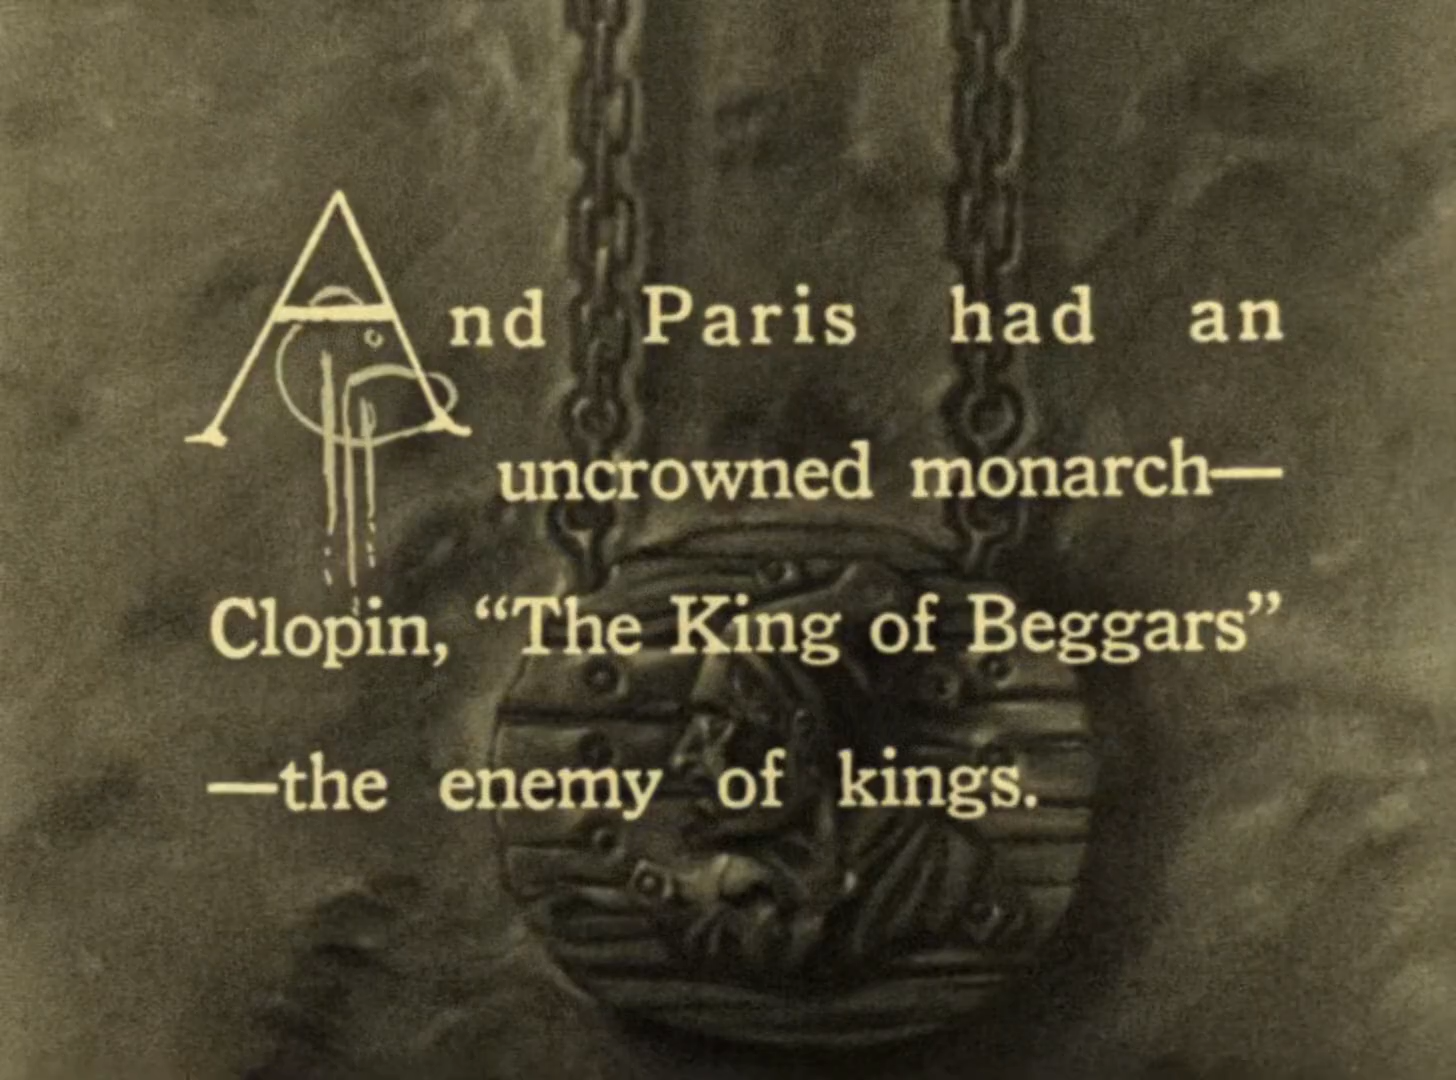 And Paris had an
uncrowned monarch—
Clopin, “The King of Beggars”
—the enemy of kings.